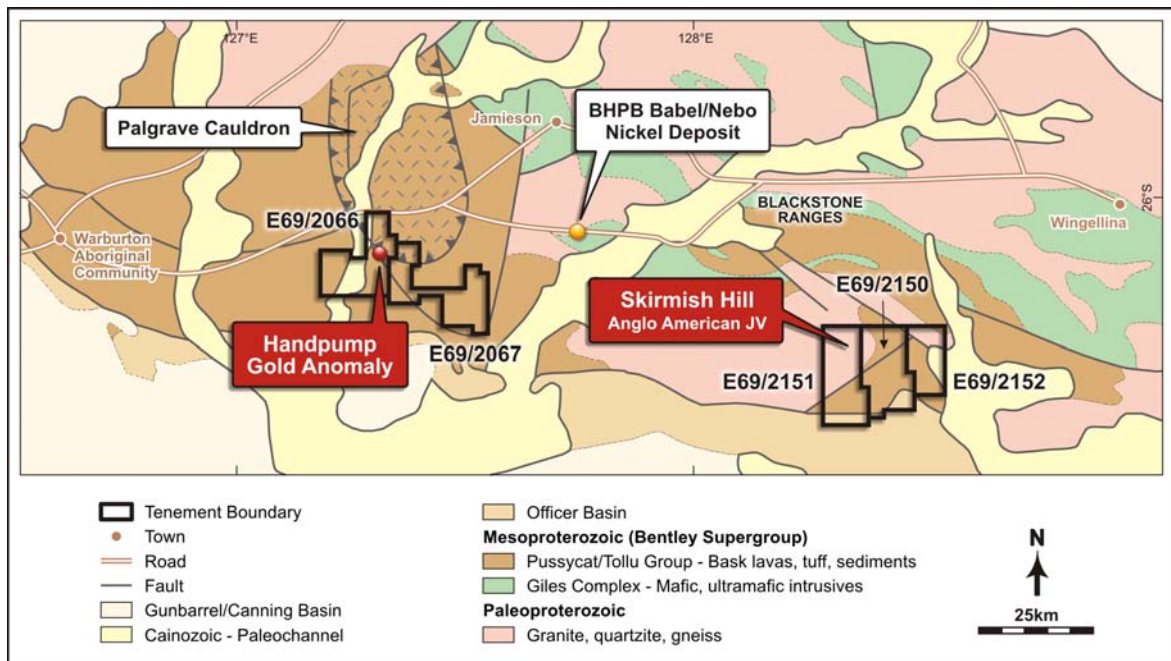 127°E
128°E
Palgrave Cauldron
Jamieson
BHPB Babel/Nebo
Nickel Deposit
26°S
BLACKSTONE
RANGES
Wingellina
E69/2066
Warburton
Aboriginal
Community
E69/2150
Skirmish Hill
Anglo American JV
Handpump
Gold Anomaly
E69/2067
E69/2151
E69/2152
Tenement Boundary
Town
Road
Fault
Gunbarrel/Canning Basin
Cainozoic - Paleochannel
Officer Basin
Mesoproterozoic (Bentley Supergroup)
Pussycat/Tollu Group - Bask lavas, tuff, sediments
Giles Complex - Mafic, ultramafic intrusives
Paleoproterozoic
Granite, quartzite, gneiss
N
25km